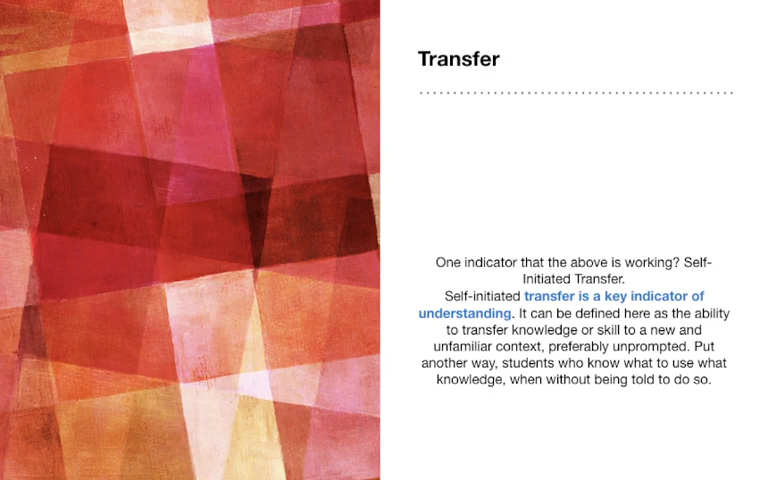 Transfer
One indicator that the above is working? Self-
Initiated Transfer.
Self-initiated transfer is a key indicator of
understanding. It can be defined here as the ability
to transfer knowledge or skill to a new and
unfamiliar context, preferably unprompted. Put
another way, students who know what to use what
knowledge, when without being told to do so.